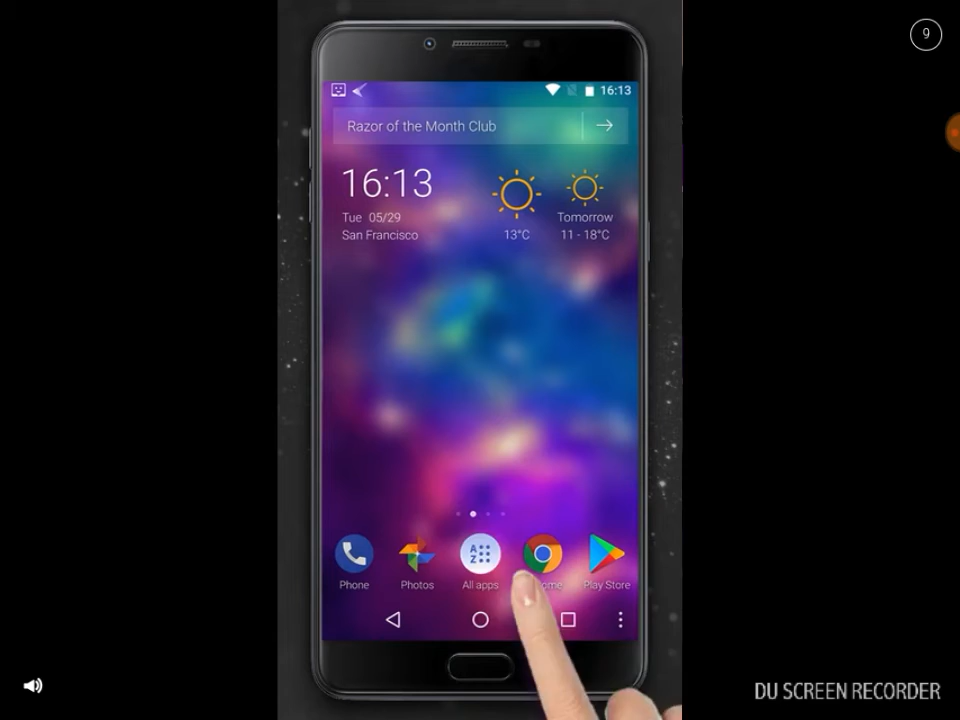 9
16:13
Razor of the Month Club
16:13
Tue 05/29
San Francisco
13°C
Tomorrow
11 - 18°C
A
Z
Phone
Photos
All apps
Play Store
DU SCREEN RECORDER